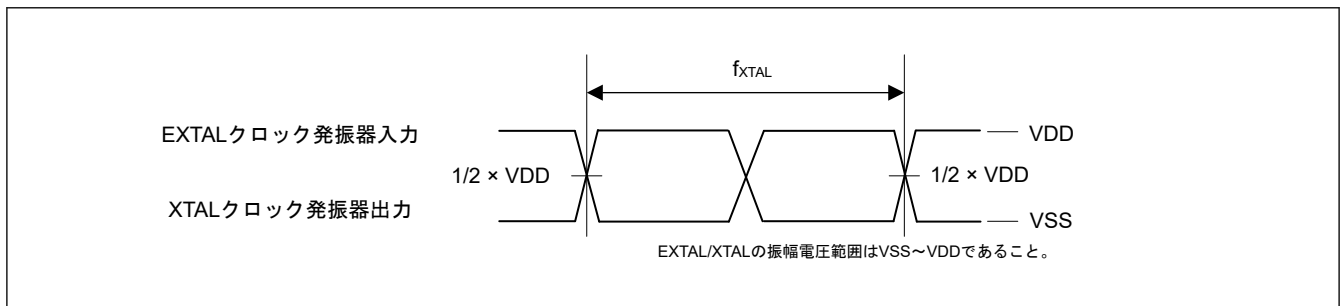 fXTAL
EXTALクロック発振器入力
VDD
1/2 × VDD
1/2 × VDD
XTALクロック発振器出力
VSS
EXTAL/XTALの振幅電圧範囲はVSS～VDDであること。